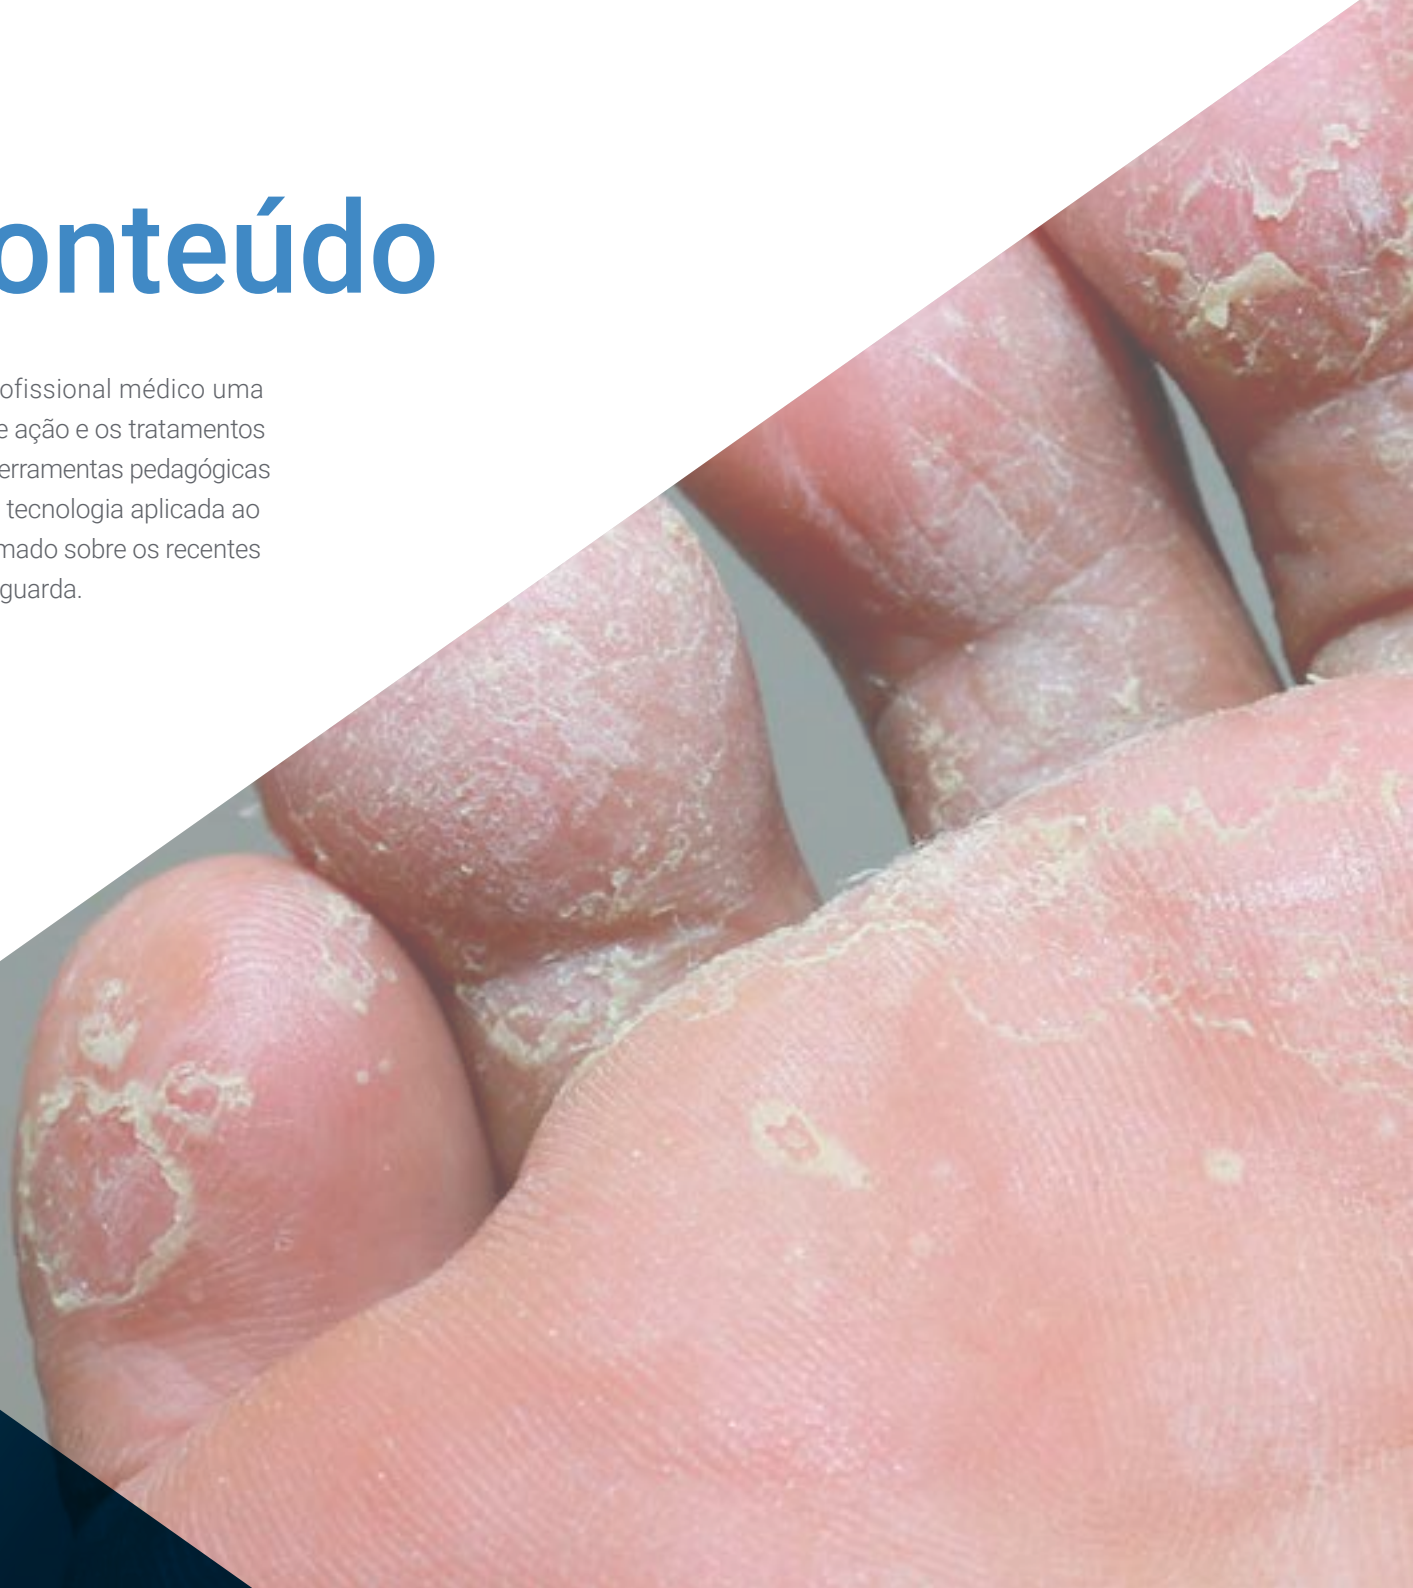 onteúdo
ofissional médico uma
e ação e os tratamentos
erramentas pedagógicas
tecnologia aplicada ao
mado sobre os recentes
guarda.